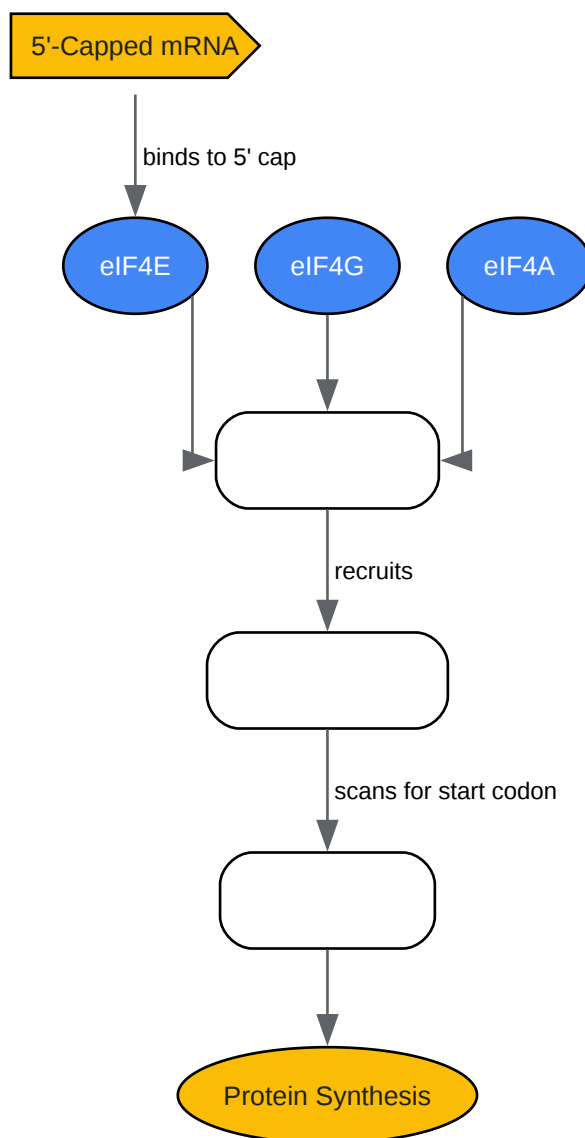 5'-Capped mRNA
binds to 5' cap
eIF4E
eIF4G
eIF4A
recruits
scans for start codon
Protein Synthesis